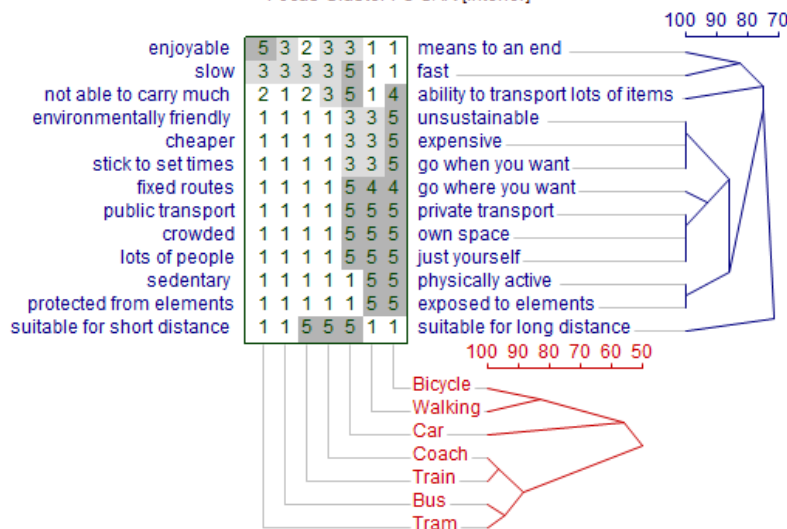 100 90 80 70
enjoyable 5 3 2 3 3 1 1 means to an end
slow 3 3 3 3 5 1 1 fast
not able to carry much 2 1 2 3 5 1 4 ability to transport lots of items
environmentally friendly 1 1 1 1 3 3 5 unsustainable
cheaper 1 1 1 1 3 3 5 expensive
stick to set times 1 1 1 1 3 3 5 go when you want
fixed routes 1 1 1 1 5 4 4 go where you want
public transport 1 1 1 1 5 5 5 private transport
crowded 1 1 1 1 5 5 5 own space
lots of people 1 1 1 1 5 5 5 just yourself
sedentary 1 1 1 1 1 5 5 physically active
protected from elements 1 1 1 1 1 5 5 exposed to elements
suitable for short distance 1 1 5 5 5 1 1 suitable for long distance
100 90 80 70 60 50
Bicycle
Walking
Car
Coach
Train
Bus
Tram